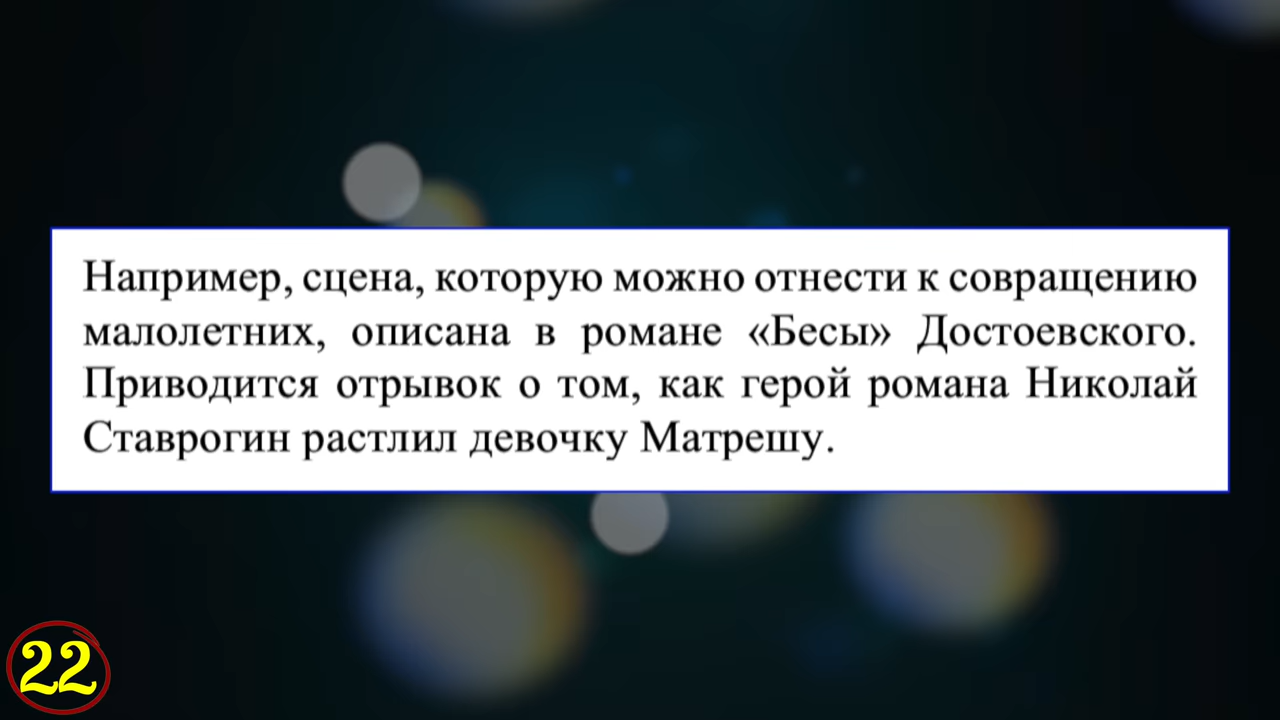 Например, сцена, которую можно отнести к совращению
малолетних, описана в романе «Бесы» Достоевского.
Приводится отрывок о том, как герой романа Николай
Ставрогин растлил девочку Матрешу.
22